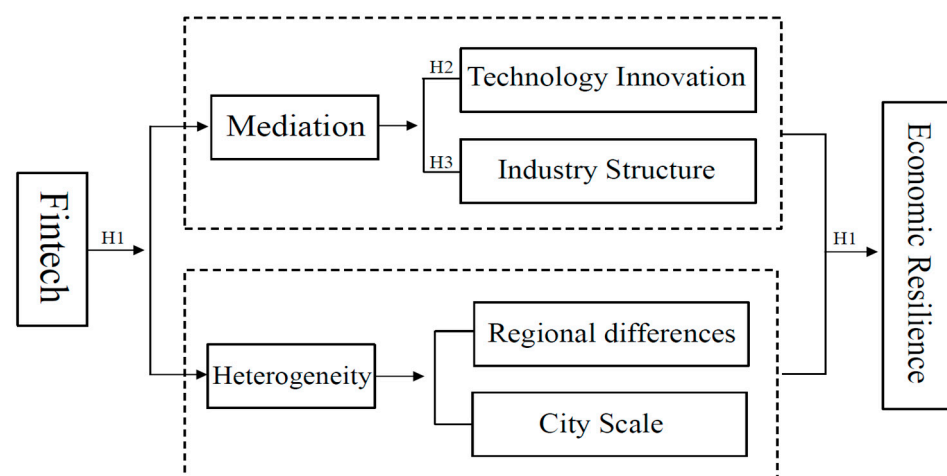 Fintech
H1
Mediation
H2
Technology Innovation
H3
Industry Structure
Heterogeneity
Regional differences
City Scale
H1
Economic Resilience